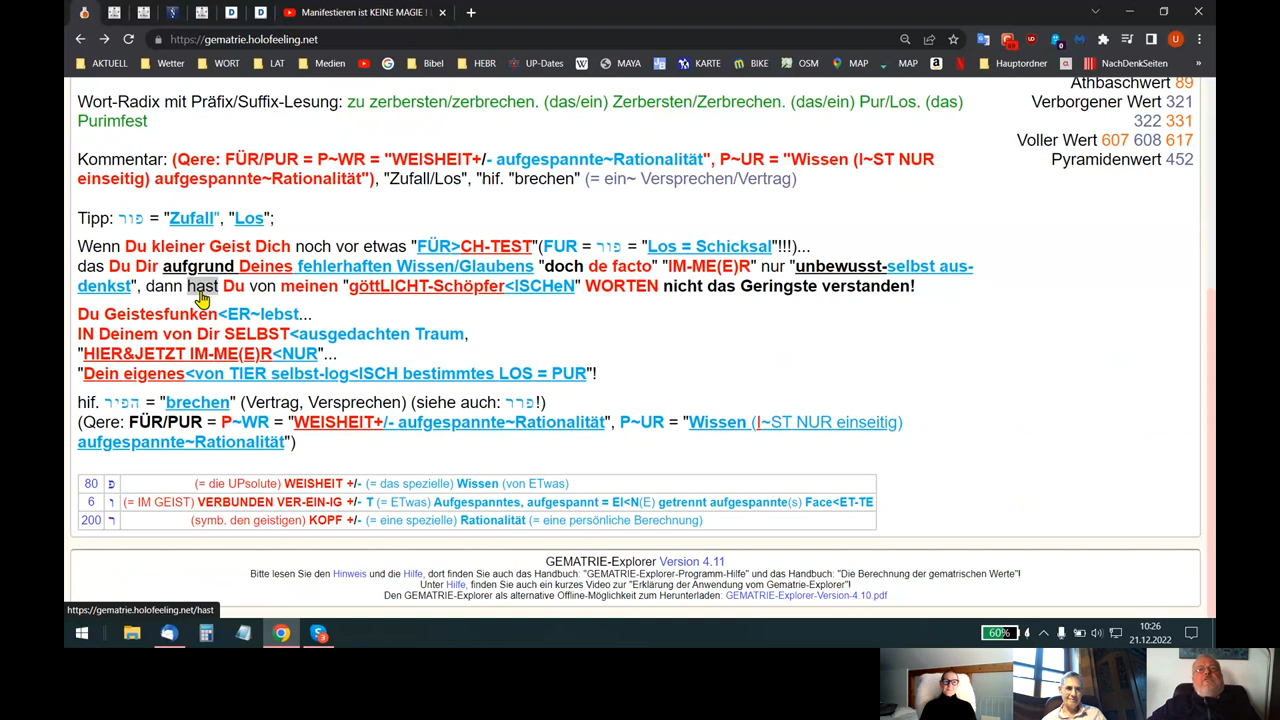 Manifestieren ist KEINE MAGIE ! (
https://gematrie.holofeeling.net
AKTUELL Wetter WORT LAT Medien Bibel HEBR UP-Dates MAYA KARTE BIKE OSM MAP MAP Hauptordner NachDenkSeiten
Athbaschwert 89
Wort-Radix mit Präfix/Suffix-Lesung: zu zerbersten/zerbrechen. (das/ein) Zerbersten/Zerbrechen. (das/ein) Pur/Los. (das)
Purimfest
Verborgener Wert 321
322 331
Voller Wert 607 608 617
Pyramidenwert 452
Kommentar: (Qere: FÜR/PUR = P~WR = "WEISHEIT+/- aufgespannte~Rationalität", P~UR = "Wissen (I~ST NUR
einseitig) aufgespannte~Rationalität"), "Zufall/Los", "hif. "brechen" (= ein~ Versprechen/Vertrag)
Tipp: פור = "Zufall", "Los";
Wenn Du kleiner Geist Dich noch vor etwas "FÜR>CH-TEST"(FUR = פור = "Los = Schicksal"!!!)...
das Du Dir aufgrund Deines fehlerhaften Wissen/Glaubens "doch de facto" "IM-ME(E)R" nur "unbewusst-selbst aus-
denkst", dann hast Du von meinen "göttLICHT-Schöpfer<ISCHeN" WORTEN nicht das Geringste verstanden!
Du Geistesfunken<ER~lebst...
IN Deinem von Dir SELBST<ausgedachten Traum,
"HIER&JETZT IM-ME(E)R<NUR"...
"Dein eigenes<von TIER selbst-log<ISCH bestimmtes LOS = PUR"!
hif. הפיר = "brechen" (Vertrag, Versprechen) (siehe auch: פרר!)
(Qere: FÜR/PUR = P~WR = "WEISHEIT+/- aufgespannte~Rationalität", P~UR = "Wissen (I~ST NUR einseitig)
aufgespannte~Rationalität")
80 פ (= die UPsolute) WEISHEIT +/- (= das spezielle) Wissen (von ETwas)
6 ו (= IM GEIST) VERBUNDEN VER-EIN-IG +/- T (= ETwas) Aufgespanntes, aufgespannt = EI<N(E) getrennt aufgespannte(s) Face<ET-TE
200 ר (symb. den geistigen) KOPF +/- (= eine spezielle) Rationalität (= eine persönliche Berechnung)
GEMATRIE-Explorer Version 4.11
Bitte lesen Sie den Hinweis und die Hilfe, dort finden Sie auch das Handbuch: "GEMATRIE-Explorer-Programm-Hilfe" und das Handbuch: "Die Berechnung der gematrischen Werte"!
Unter Hilfe, finden Sie auch ein kurzes Video zur "Erklärung der Anwendung vom Gematrie-Explorer"!
Den GEMATRIE-Explorer als alternative Offline-Möglichkeit zum Herunterladen: GEMATRIE-Explorer-Version-4.10 pdf
https://gematrie.holofeeling.net/hast
60%
10:26
21.12.2022